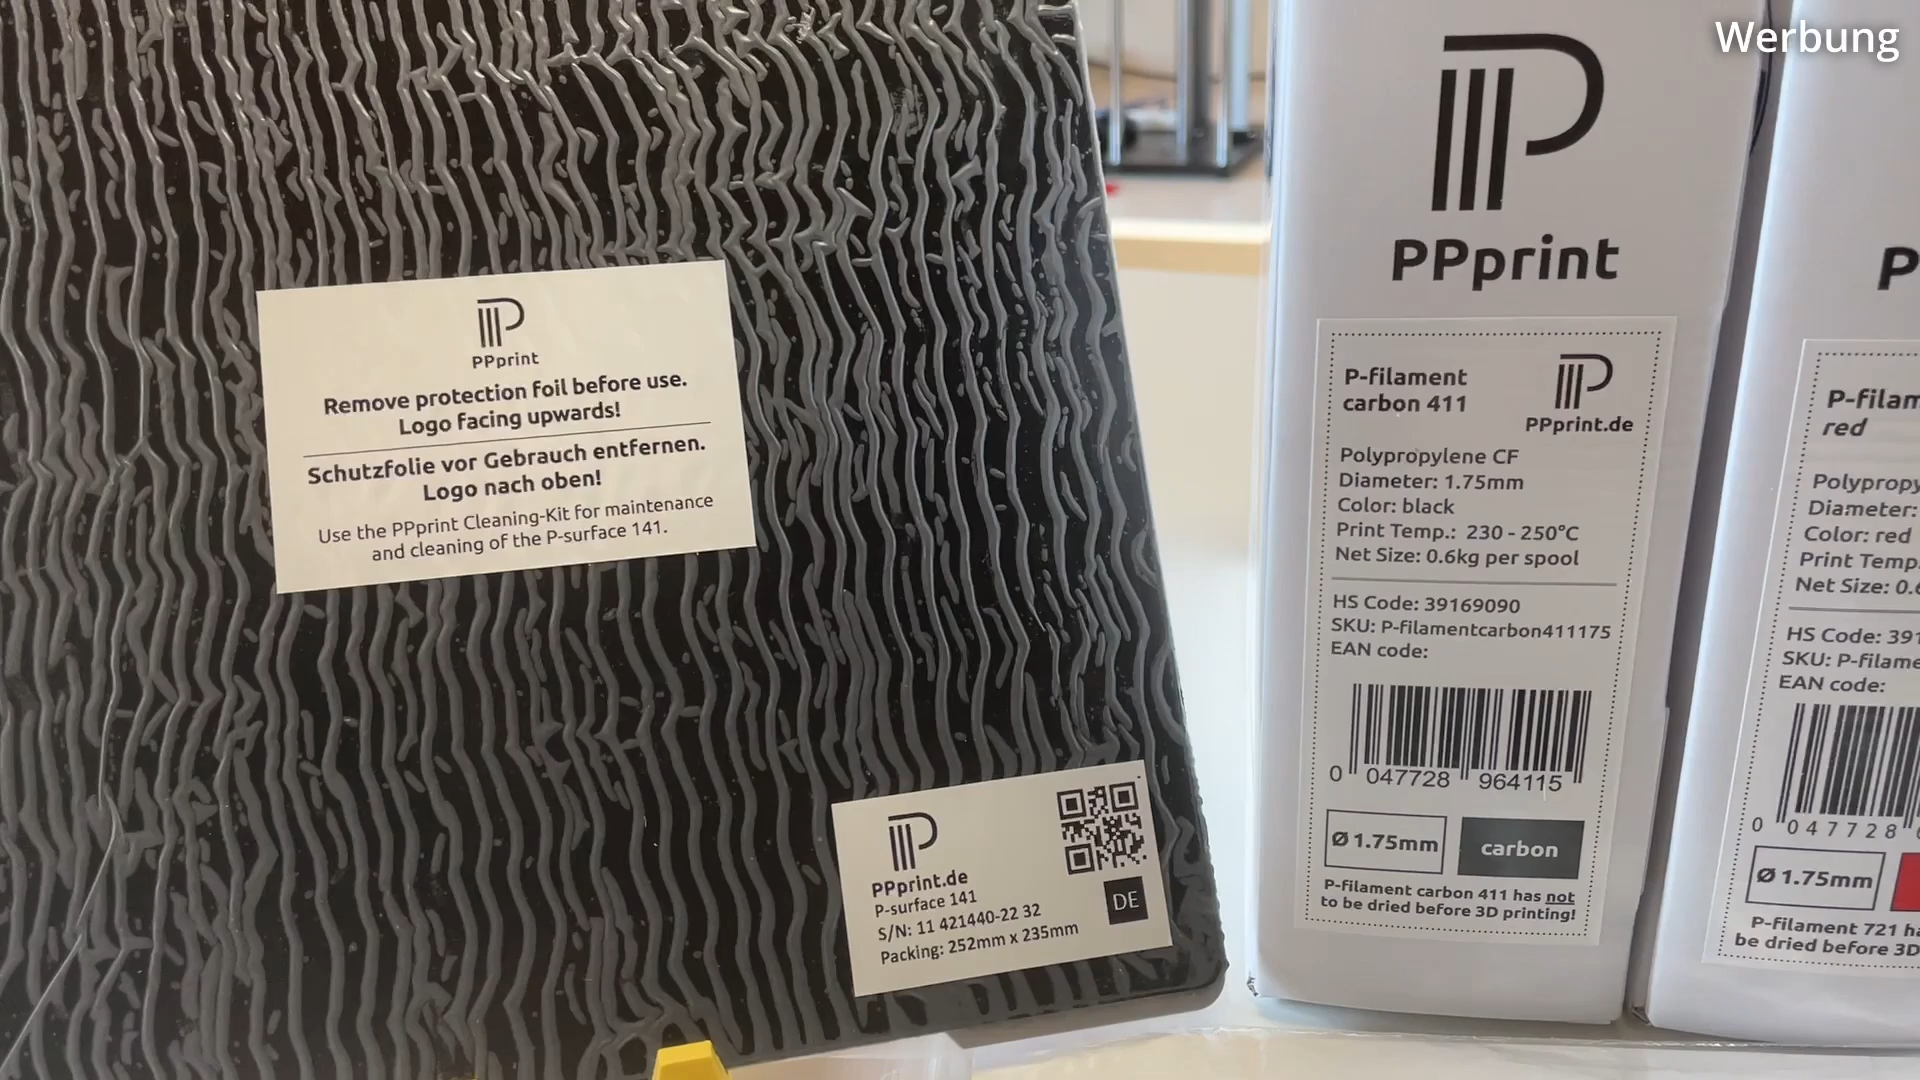 Werbung
PPprint
Remove protection foil before use.
Logo facing upwards!
Schutzfolie vor Gebrauch entfernen.
Logo nach oben!
Use the PPprint Cleaning-Kit for maintenance
and cleaning of the P-surface 141.
PPprint.de
P-surface 141
S/N: 11 421440-22 32
Packing: 252mm x 235mm
DE
PPprint
P-filament
carbon 411
PPprint.de
Polypropylene CF
Diameter: 1.75mm
Color: black
Print Temp.: 230 - 250°C
Net Size: 0.6kg per spool
HS Code: 39169090
SKU: P-filamentcarbon411175
EAN code:
0 047728 964115
Ø 1.75mm
carbon
P-filament carbon 411 has not
to be dried before 3D printing!
P
P-filam
red
Polypropy
Diameter:
Color: red
Print Temp.
Net Size: 0.6
HS Code: 391
SKU: P-filame
EAN code:
0 047728
Ø 1.75mm
P-filament 721 ha
be dried before 3D